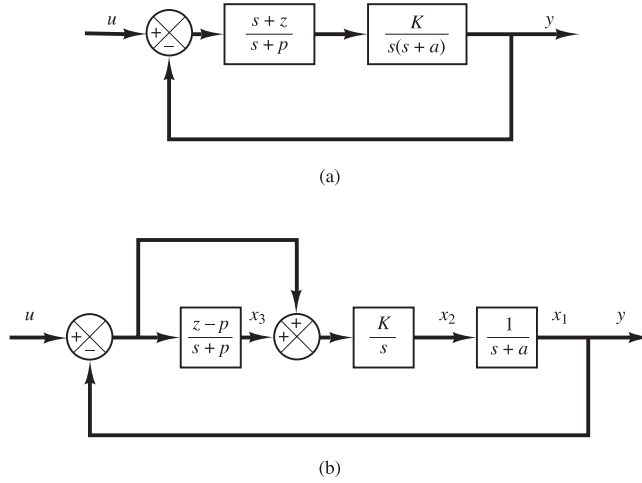 u + − s + z / s + p K / s(s + a) y
(a)
u + − z − p / s + p x₃ + + K / s x₂ 1 / s + a x₁ y
(b)